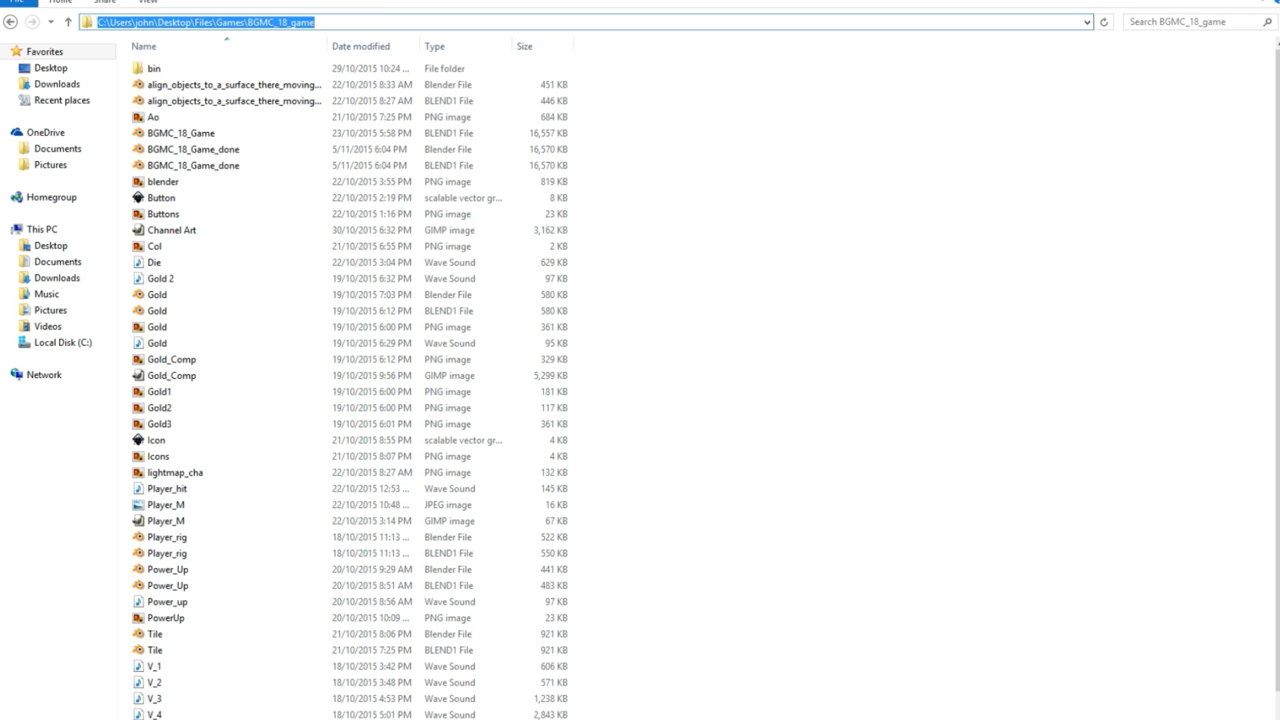 File Home Share View
C:\Users\john\Desktop\Files\Games\BGMC_18_game
Search BGMC_18_game
Name Date modified Type Size
Favorites
Desktop
Downloads
Recent places
OneDrive
Documents
Pictures
Homegroup
This PC
Desktop
Documents
Downloads
Music
Pictures
Videos
Local Disk (C:)
Network
bin 29/10/2015 10:24 ... File folder
align_objects_to_a_surface_there_moving... 22/10/2015 8:33 AM Blender File 451 KB
align_objects_to_a_surface_there_moving... 22/10/2015 8:27 AM BLEND1 File 446 KB
Ao 21/10/2015 7:25 PM PNG image 684 KB
BGMC_18_Game 23/10/2015 5:58 PM BLEND1 File 16,557 KB
BGMC_18_Game_done 5/11/2015 6:04 PM Blender File 16,570 KB
BGMC_18_Game_done 5/11/2015 6:04 PM BLEND1 File 16,570 KB
blender 22/10/2015 3:55 PM PNG image 819 KB
Button 22/10/2015 2:19 PM scalable vector gr... 8 KB
Buttons 22/10/2015 1:16 PM PNG image 23 KB
Channel Art 30/10/2015 6:32 PM GIMP image 3,162 KB
Col 21/10/2015 6:55 PM PNG image 2 KB
Die 22/10/2015 3:04 PM Wave Sound 629 KB
Gold 2 19/10/2015 6:32 PM Wave Sound 97 KB
Gold 19/10/2015 7:03 PM Blender File 580 KB
Gold 19/10/2015 6:12 PM BLEND1 File 580 KB
Gold 19/10/2015 6:00 PM PNG image 361 KB
Gold 19/10/2015 6:29 PM Wave Sound 95 KB
Gold_Comp 19/10/2015 6:12 PM PNG image 329 KB
Gold_Comp 19/10/2015 9:56 PM GIMP image 5,299 KB
Gold1 19/10/2015 6:00 PM PNG image 181 KB
Gold2 19/10/2015 6:00 PM PNG image 117 KB
Gold3 19/10/2015 6:01 PM PNG image 361 KB
Icon 21/10/2015 8:55 PM scalable vector gr... 4 KB
Icons 21/10/2015 8:07 PM PNG image 4 KB
lightmap_cha 22/10/2015 8:27 AM PNG image 132 KB
Player_hit 22/10/2015 12:53 ... Wave Sound 145 KB
Player_M 22/10/2015 10:48 ... JPEG image 16 KB
Player_M 22/10/2015 3:14 PM GIMP image 67 KB
Player_rig 18/10/2015 11:13 ... Blender File 522 KB
Player_rig 18/10/2015 11:13 ... BLEND1 File 550 KB
Power_Up 20/10/2015 9:29 AM Blender File 441 KB
Power_Up 20/10/2015 8:51 AM BLEND1 File 483 KB
Power_up 20/10/2015 8:56 AM Wave Sound 97 KB
PowerUp 20/10/2015 10:09 ... PNG image 23 KB
Tile 21/10/2015 8:06 PM Blender File 921 KB
Tile 21/10/2015 7:25 PM BLEND1 File 921 KB
V_1 18/10/2015 3:42 PM Wave Sound 606 KB
V_2 18/10/2015 3:48 PM Wave Sound 571 KB
V_3 18/10/2015 4:53 PM Wave Sound 1,238 KB
V_4 18/10/2015 5:01 PM Wave Sound 2,843 KB